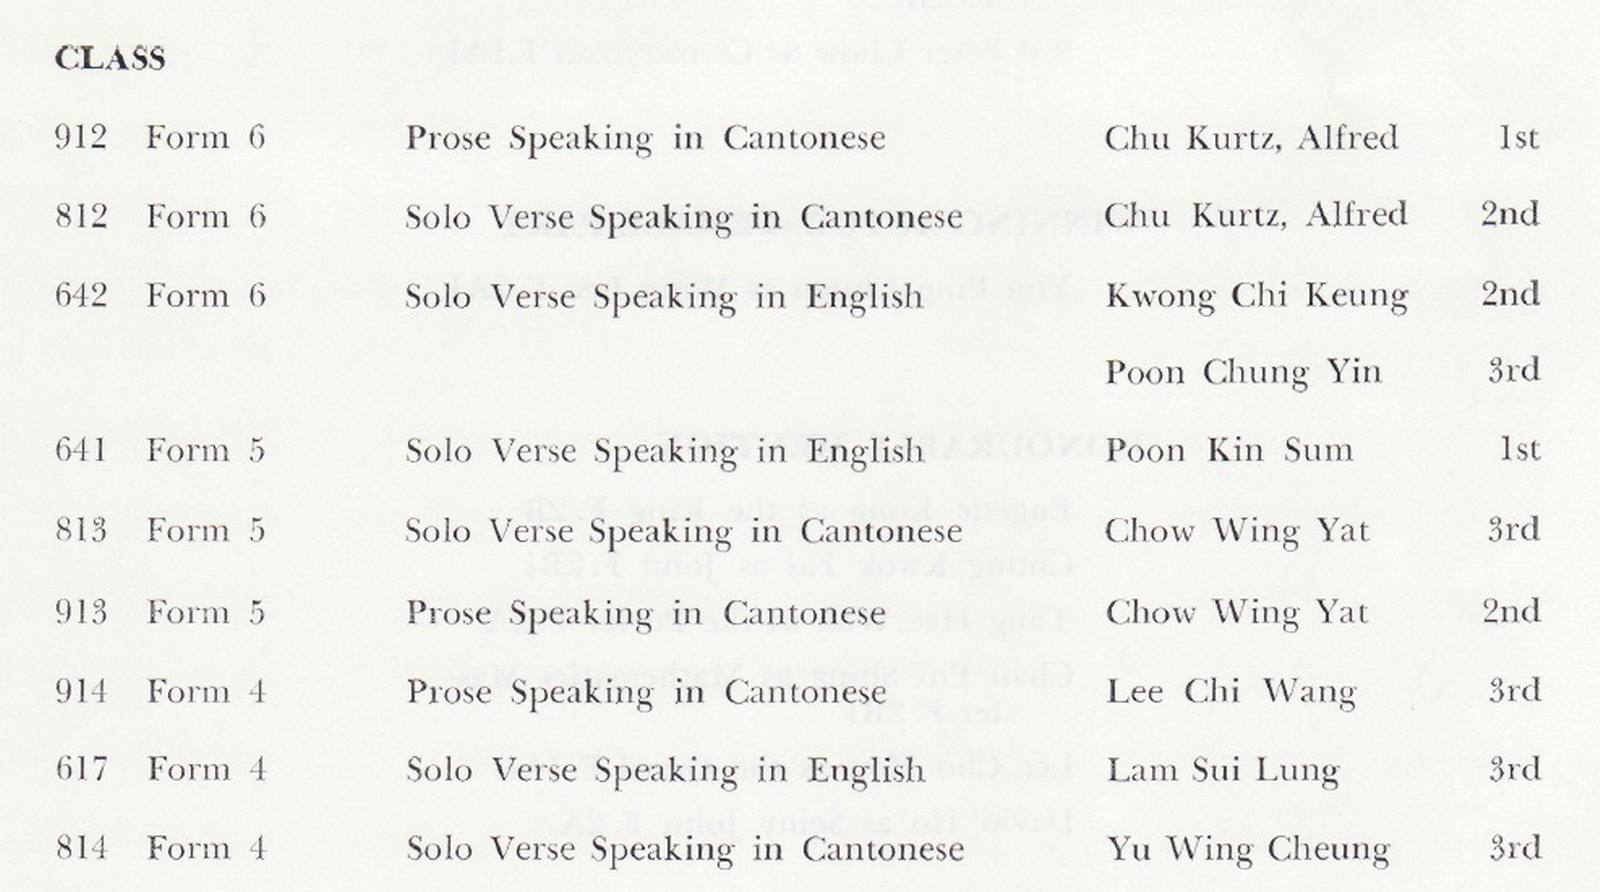 CLASS
912 Form 6 Prose Speaking in Cantonese Chu Kurtz, Alfred 1st
812 Form 6 Solo Verse Speaking in Cantonese Chu Kurtz, Alfred 2nd
642 Form 6 Solo Verse Speaking in English Kwong Chi Keung 2nd
Poon Chung Yin 3rd
641 Form 5 Solo Verse Speaking in English Poon Kin Sum 1st
813 Form 5 Solo Verse Speaking in Cantonese Chow Wing Yat 3rd
913 Form 5 Prose Speaking in Cantonese Chow Wing Yat 2nd
914 Form 4 Prose Speaking in Cantonese Lee Chi Wang 3rd
617 Form 4 Solo Verse Speaking in English Lam Sui Lung 3rd
814 Form 4 Solo Verse Speaking in Cantonese Yu Wing Cheung 3rd